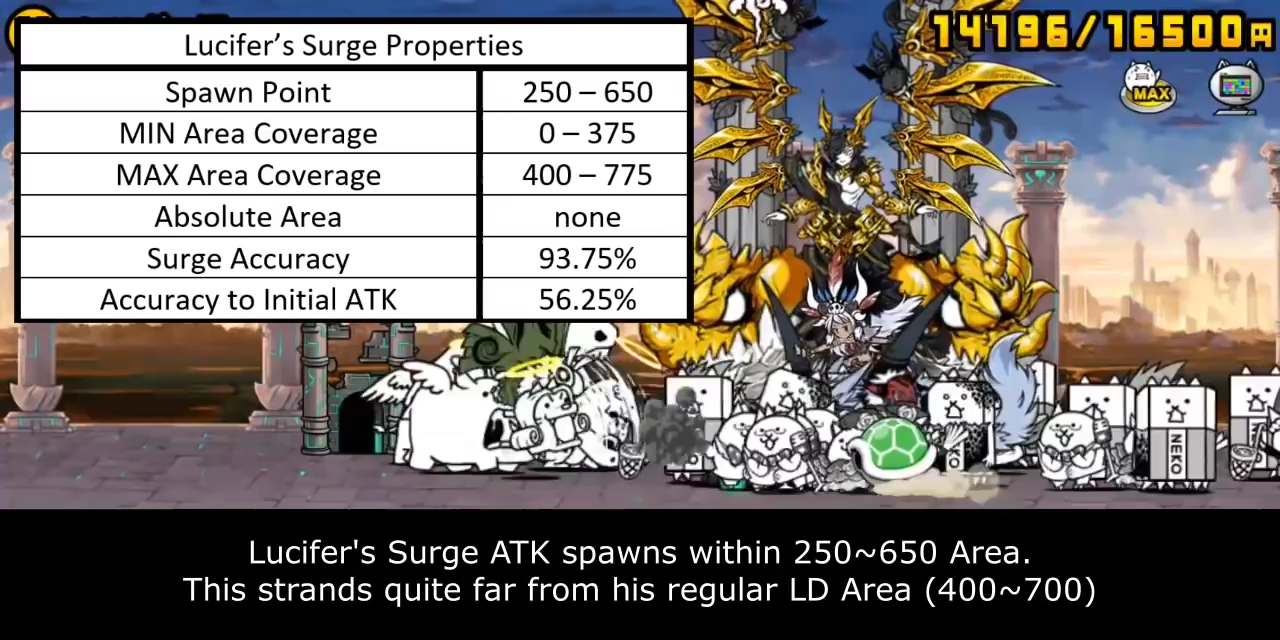 Lucifer's Surge Properties
Spawn Point 250 – 650
MIN Area Coverage 0 – 375
MAX Area Coverage 400 – 775
Absolute Area none
Surge Accuracy 93.75%
Accuracy to Initial ATK 56.25%
14196/16500円
MAX
NEKO
KO
Lucifer's Surge ATK spawns within 250~650 Area.
This strands quite far from his regular LD Area (400~700)